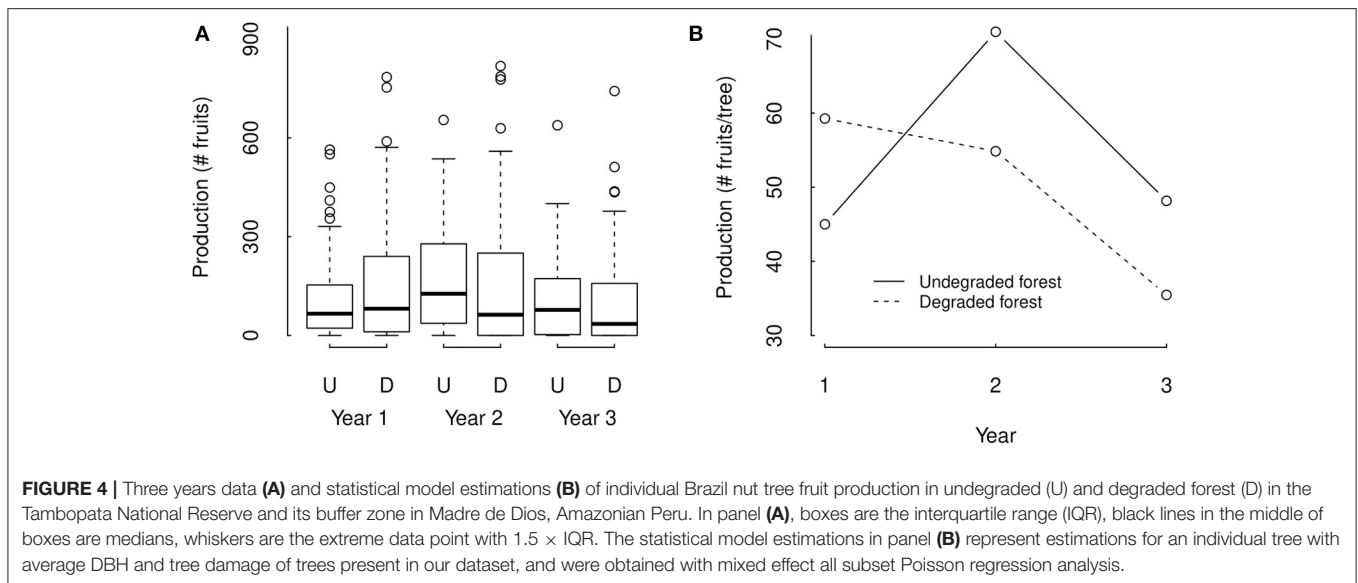 A
900
600
300
0
Production (# fruits)
U D U D U D
Year 1 Year 2 Year 3
B
70
60
50
40
30
Production (# fruits/tree)
Undegraded forest
Degraded forest
1 2 3
Year
FIGURE 4 | Three years data (A) and statistical model estimations (B) of individual Brazil nut tree fruit production in undegraded (U) and degraded forest (D) in the
Tambopata National Reserve and its buffer zone in Madre de Dios, Amazonian Peru. In panel (A), boxes are the interquartile range (IQR), black lines in the middle of
boxes are medians, whiskers are the extreme data point with 1.5 × IQR. The statistical model estimations in panel (B) represent estimations for an individual tree with
average DBH and tree damage of trees present in our dataset, and were obtained with mixed effect all subset Poisson regression analysis.